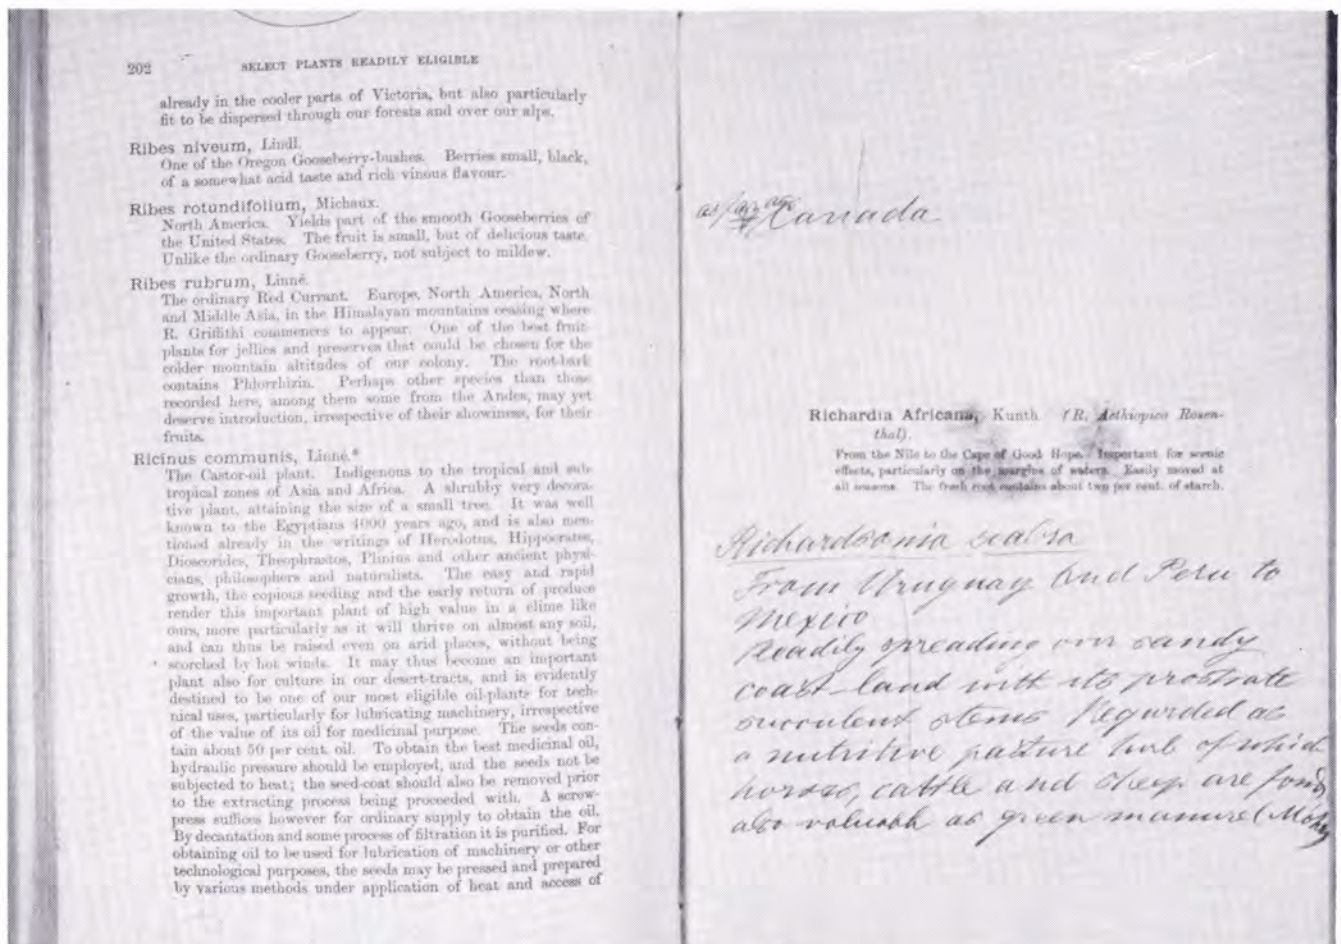 202 SELECT PLANTS READILY ELIGIBLE
already in the cooler parts of Victoria, but also particularly
fit to be dispersed through our forests and over our alps.
Ribes niveum, Lindl.
One of the Oregon Gooseberry-bushes. Berries small, black,
of a somewhat acid taste and rich vinous flavour.
Ribes rotundifolium, Michaux.
North America. Yields part of the smooth Gooseberries of
the United States. The fruit is small, but of delicious taste.
Unlike the ordinary Gooseberry, not subject to mildew.
Ribes rubrum, Linné.
The ordinary Red Currant. Europe, North America, North
and Middle Asia, in the Himalayan mountains ceasing where
R. Griffithi commences to appear. One of the best fruit-
plants for jellies and preserves that could be chosen for the
colder mountain altitudes of our colony. The root-bark
contains Phlorrhizin. Perhaps other species than those
recorded here, among them some from the Andes, may yet
deserve introduction, irrespective of their showiness, for their
fruits.
Ricinus communis, Linné.*
The Castor-oil plant. Indigenous to the tropical and sub-
tropical zones of Asia and Africa. A shrubby very decora-
tive plant, attaining the size of a small tree. It was well
known to the Egyptians 4000 years ago, and is also men-
tioned already in the writings of Herodotus, Hippocrates,
Dioscorides, Theophrastos, Plinius and other ancient physi-
cians, philosophers and naturalists. The easy and rapid
growth, the copious seeding and the early return of produce
render this important plant of high value in a clime like
ours, more particularly as it will thrive on almost any soil,
and can thus be raised even on arid places, without being
scorched by hot winds. It may thus become an important
plant also for culture in our desert-tracts, and is evidently
destined to be one of our most eligible oil-plants for tech-
nical uses, particularly for lubricating machinery, irrespective
of the value of its oil for medicinal purpose. The seeds con-
tain about 50 per cent. oil. To obtain the best medicinal oil,
hydraulic pressure should be employed, and the seeds not be
subjected to heat; the seed-coat should also be removed prior
to the extracting process being proceeded with. A screw-
press suffices however for ordinary supply to obtain the oil.
By decantation and some process of filtration it is purified. For
obtaining oil to be used for lubrication of machinery or other
technological purposes, the seeds may be pressed and prepared
by various methods under application of heat and access of
as far as Canada
Richardia Africana, Kunth. (R. Aethiopica Rosen-
thal).
From the Nile to the Cape of Good Hope. Important for scenic
effects, particularly on the margins of waters. Easily moved at
all seasons. The fresh root contains about two per cent. of starch.
Richardsonia scabra
From Uruguay and Peru to
Mexico
Readily spreading over sandy
coast-land with its prostrate
succulent stems Regarded as
a nutritive pasture herb of which
horses, cattle and sheep are fond,
also valuable as green manure (Mohr)